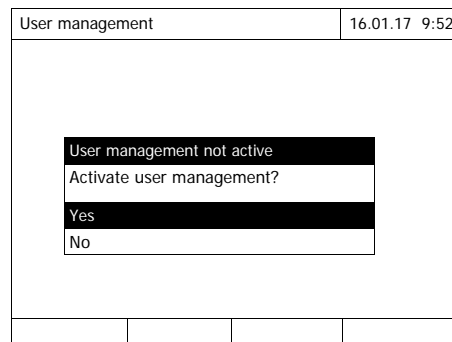 User management
16.01.17 9:52
User management not active
Activate user management?
Yes
No